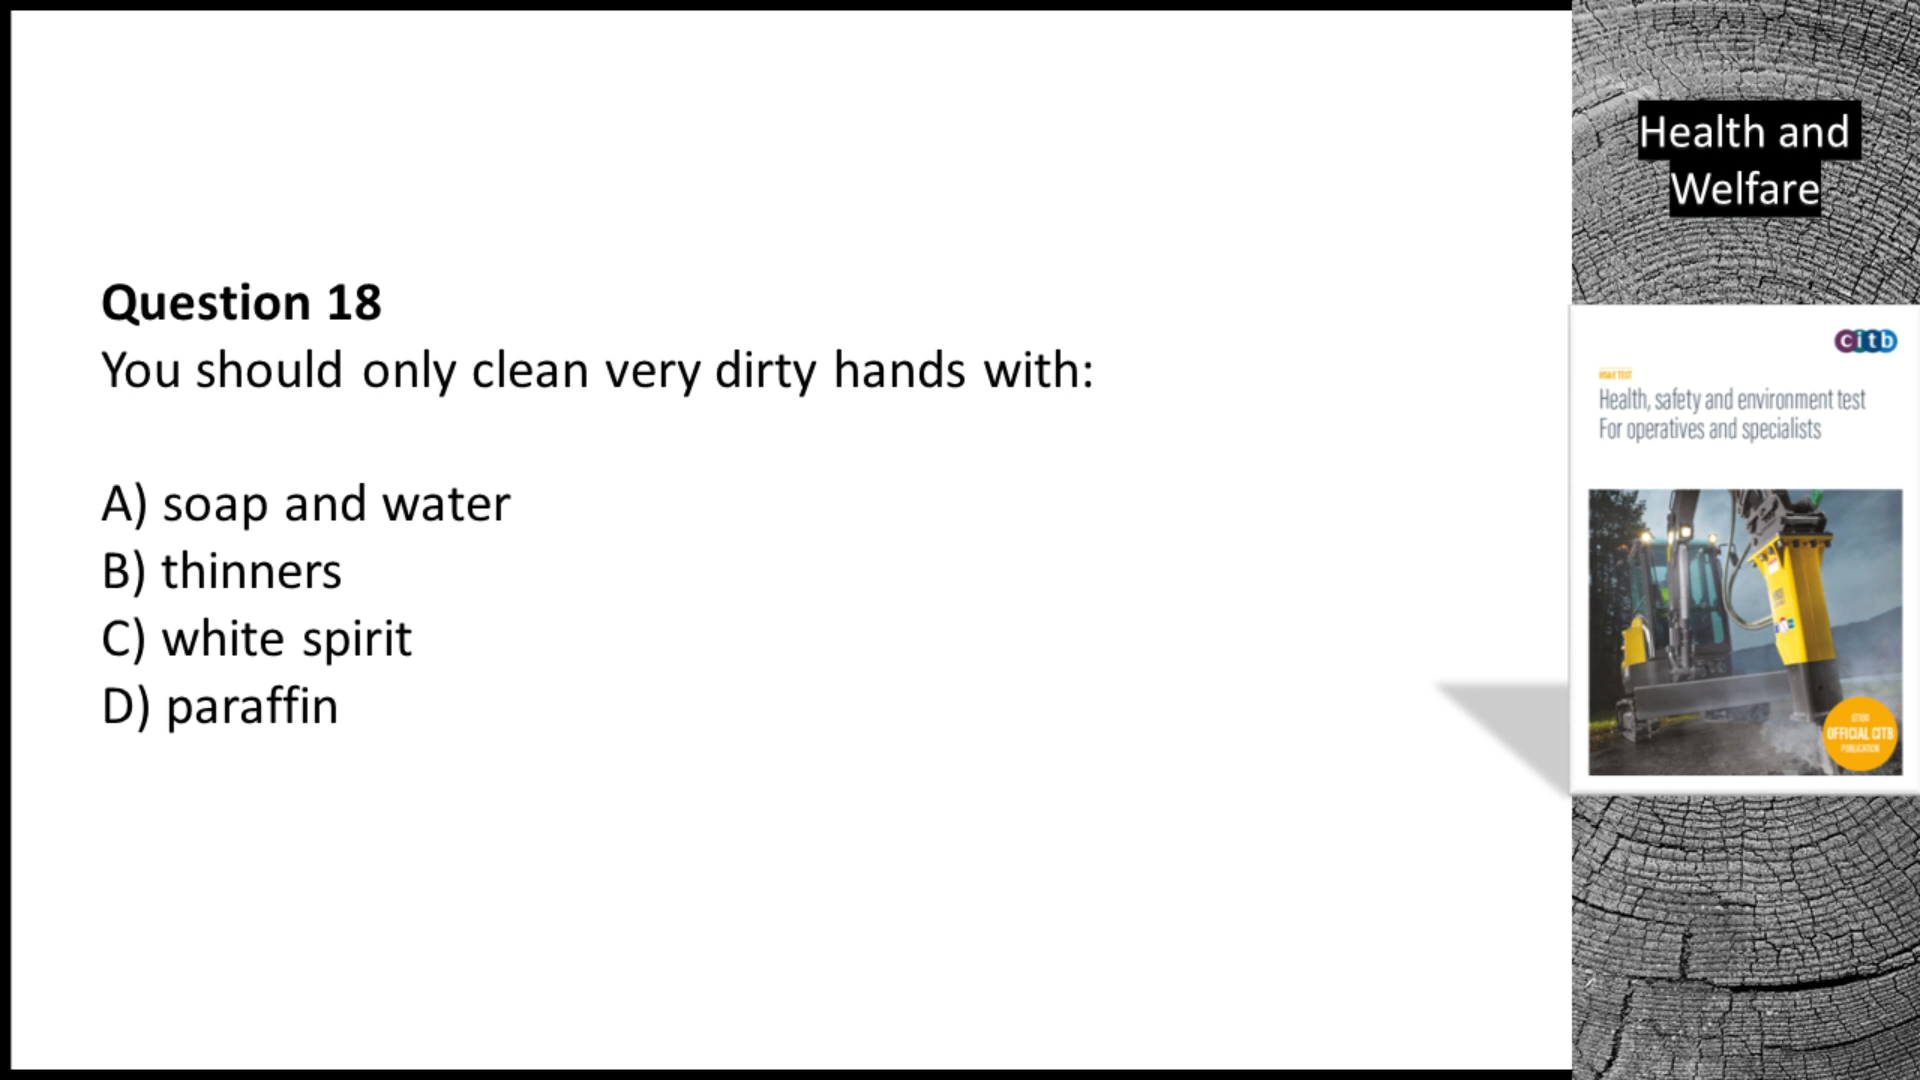 Question 18
You should only clean very dirty hands with:
A) soap and water
B) thinners
C) white spirit
D) paraffin
Health and
Welfare
citb
HS&E TEST
Health, safety and environment test
For operatives and specialists
OFFICIAL CITB
PUBLICATION